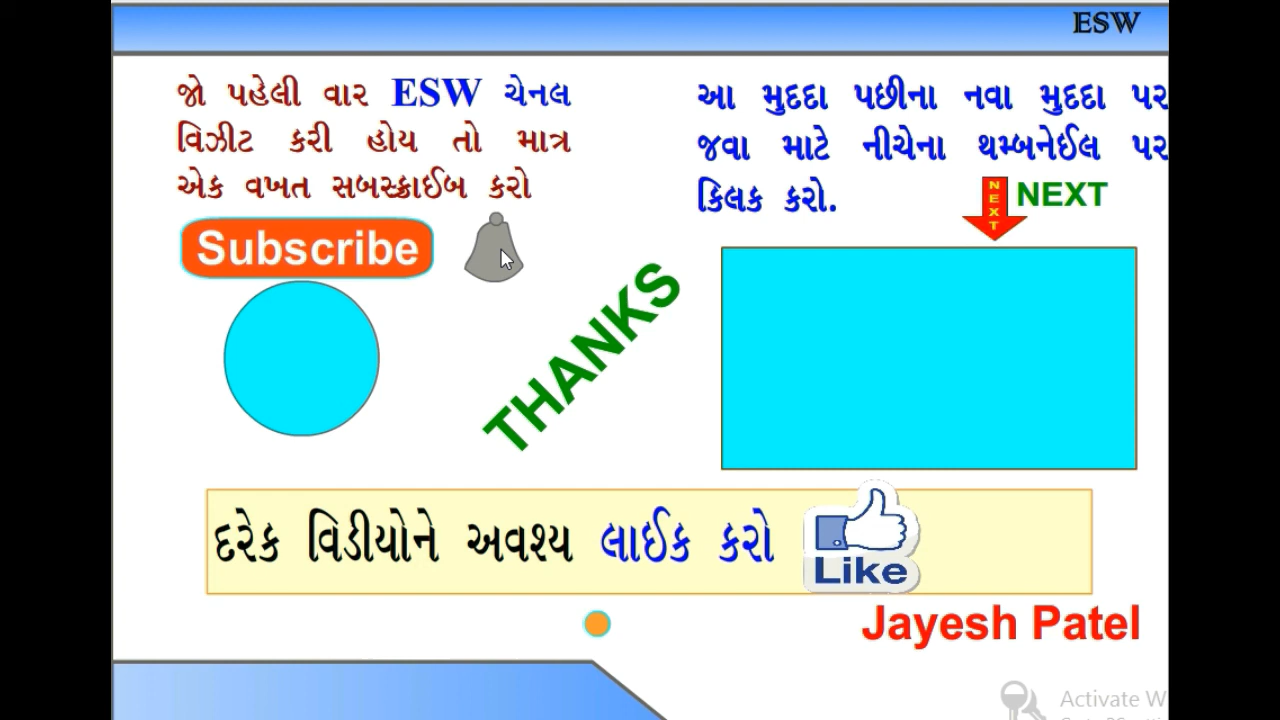 ESW
જો પહેલી વાર ESW ચેનલ
વિઝીટ કરી હોય તો માત્ર
એક વખત સબસ્ક્રાઈબ કરો
Subscribe
આ મુદદા પછીના નવા મુદદા પર
જવા માટે નીચેના થમ્બનેઈલ પર
ક્લિક કરો.
NEXT
NEXT
THANKS
દરેક વિડીયોને અવશ્ય લાઈક કરો
Like
Jayesh Patel
Activate W